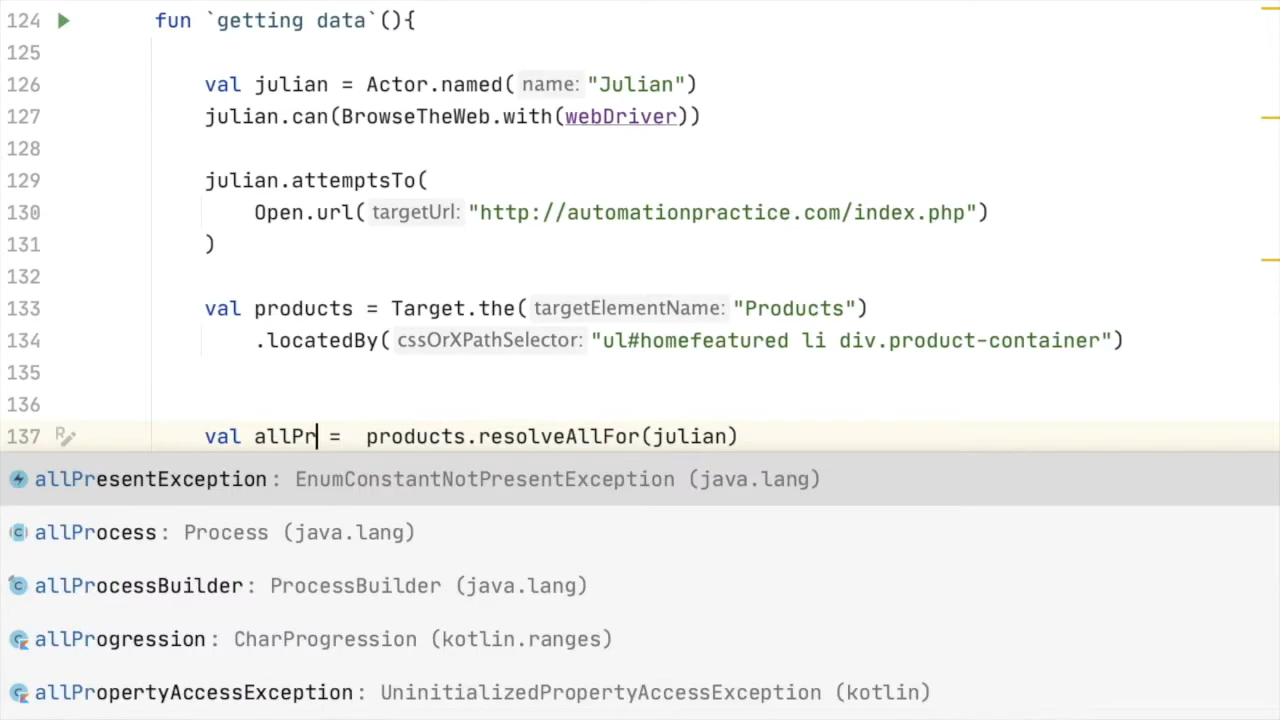 124 fun `getting data`(){
125
126 val julian = Actor.named( name: "Julian")
127 julian.can(BrowseTheWeb.with(webDriver))
128
129 julian.attemptsTo(
130 Open.url( targetUrl: "http://automationpractice.com/index.php")
131 )
132
133 val products = Target.the( targetElementName: "Products")
134 .locatedBy( cssOrXPathSelector: "ul#homefeatured li div.product-container")
135
136
137 val allPr = products.resolveAllFor(julian)
allPresentException: EnumConstantNotPresentException (java.lang)
allProcess: Process (java.lang)
allProcessBuilder: ProcessBuilder (java.lang)
allProgression: CharProgression (kotlin.ranges)
allPropertyAccessException: UninitializedPropertyAccessException (kotlin)